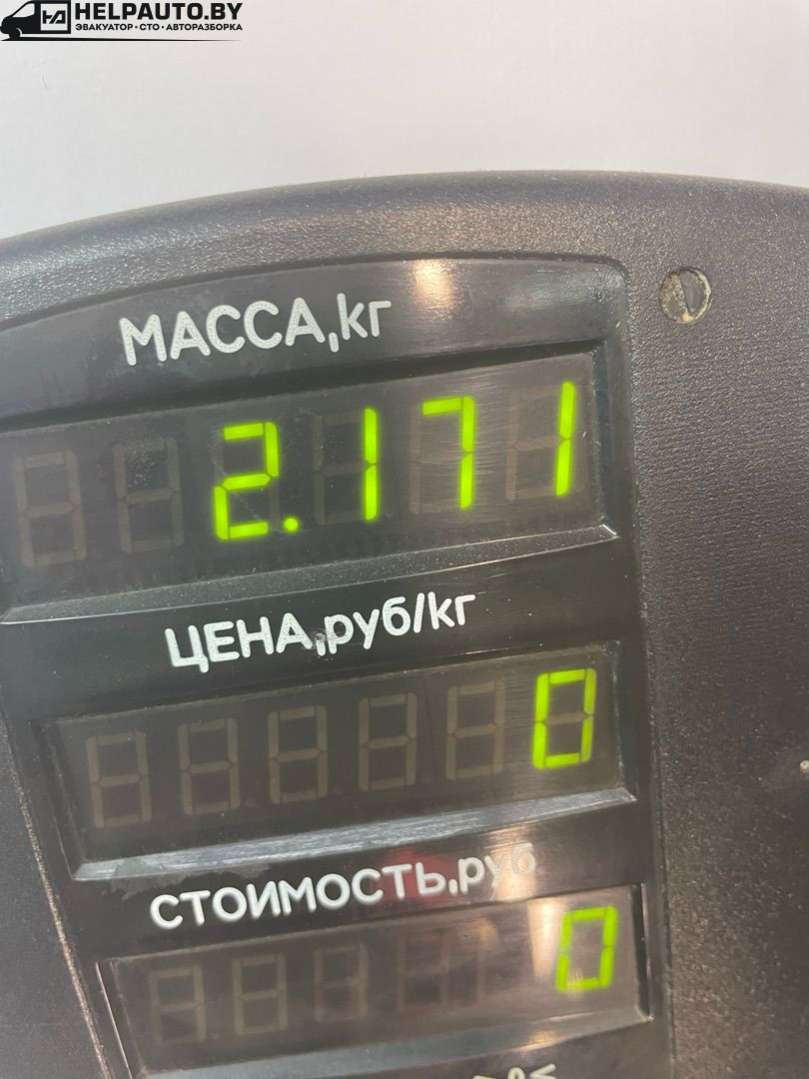 HELPAUTO.BY
ЭВАКУАТОР•СТО•АВТОРАЗБОРКА
МАССА,кг
2.171
ЦЕНА,руб/кг
0
СТОИМОСТЬ,руб
0